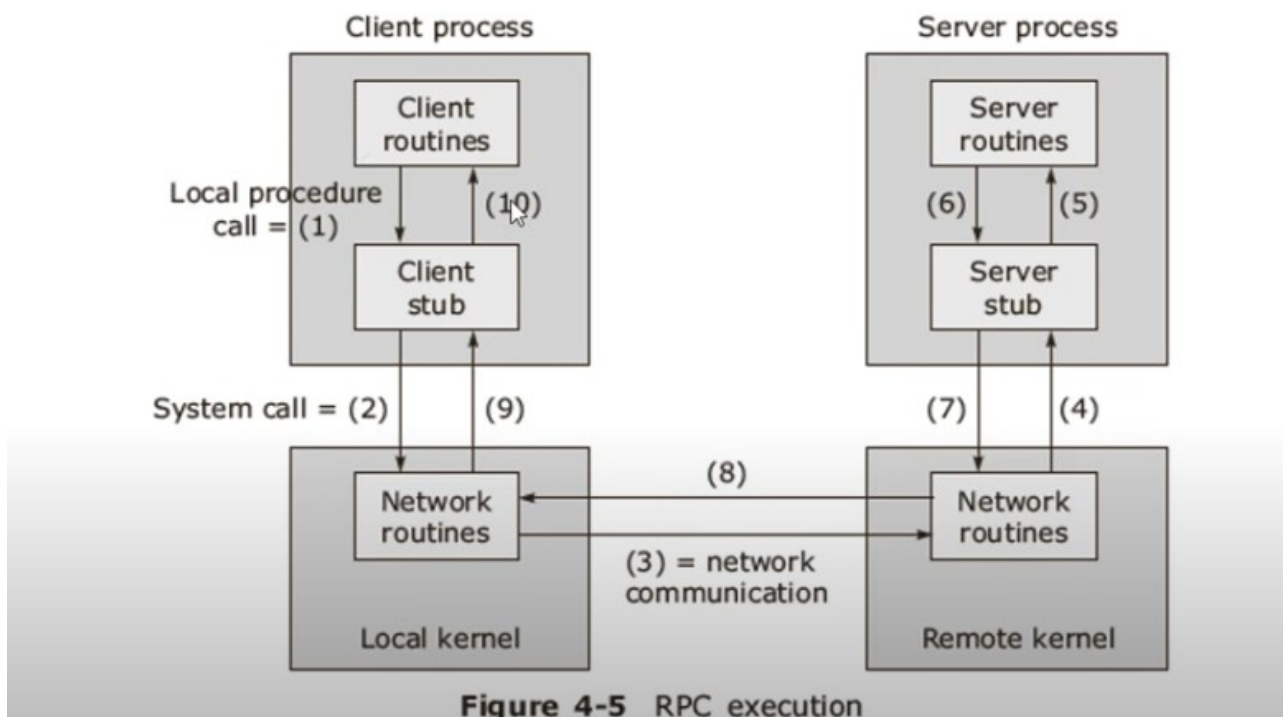 Client process
Server process
Client
routines
Server
routines
Local procedure
call = (1)
(10)
(6)
(5)
Client
stub
Server
stub
System call = (2)
(9)
(7)
(4)
Network
routines
(8)
Network
routines
(3) = network
communication
Local kernel
Remote kernel
Figure 4-5 RPC execution